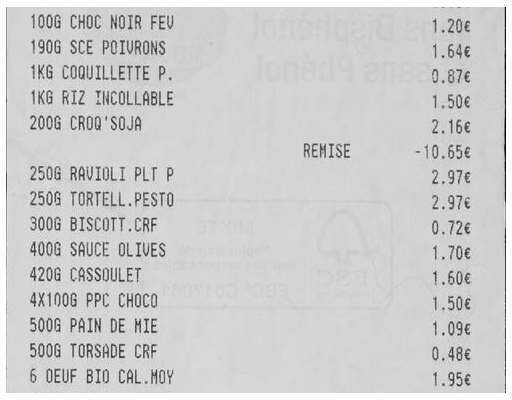 100G CHOC NOIR FEV 1.20€
190G SCE POIVRONS 1.64€
1KG COQUILLETTE P. 0.87€
1KG RIZ INCOLLABLE 1.50€
200G CROQ'SOJA 2.16€
REMISE -10.65€
250G RAVIOLI PLT P 2.97€
250G TORTELL.PESTO 2.97€
300G BISCOTT.CRF 0.72€
400G SAUCE OLIVES 1.70€
420G CASSOULET 1.60€
4X100G PPC CHOCO 1.50€
500G PAIN DE MIE 1.09€
500G TORSADE CRF 0.48€
6 OEUF BIO CAL.MOY 1.95€